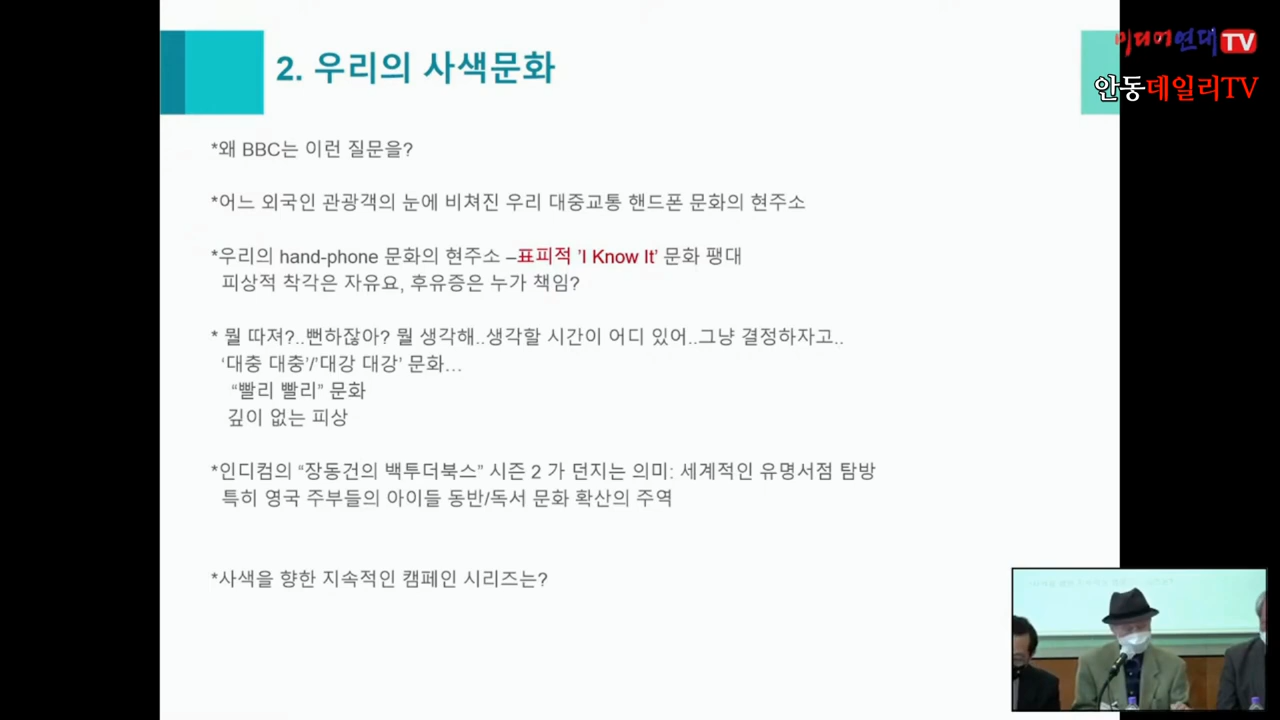 미디어연대TV
안동데일리TV
2. 우리의 사색문화
*왜 BBC는 이런 질문을?
*어느 외국인 관광객의 눈에 비쳐진 우리 대중교통 핸드폰 문화의 현주소
*우리의 hand-phone 문화의 현주소 –표피적 ’I Know It’ 문화 팽대
피상적 착각은 자유요, 후유증은 누가 책임?
* 뭘 따져?..뻔하잖아? 뭘 생각해..생각할 시간이 어디 있어..그냥 결정하자고..
‘대충 대충’/’대강 대강’ 문화…
“빨리 빨리” 문화
깊이 없는 피상
*인디컴의 “장동건의 백투더북스” 시즌 2 가 던지는 의미: 세계적인 유명서점 탐방
특히 영국 주부들의 아이들 동반/독서 문화 확산의 주역
*사색을 향한 지속적인 캠페인 시리즈는?